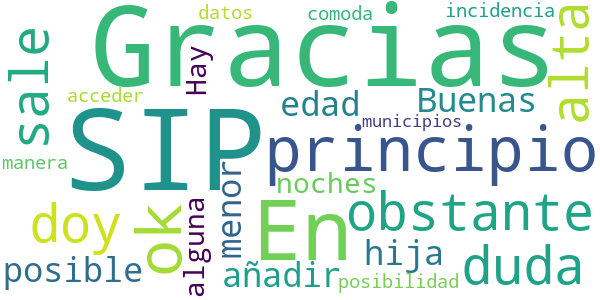 datos
comoda
incidencia
Gracias
sale
Hay
alta
acceder
edad
Buenas
SIP
municipios
principio
manera
noches
doy
ok
alguna
menor
En
obstante
hija
duda
posible
añadir
posibilidad